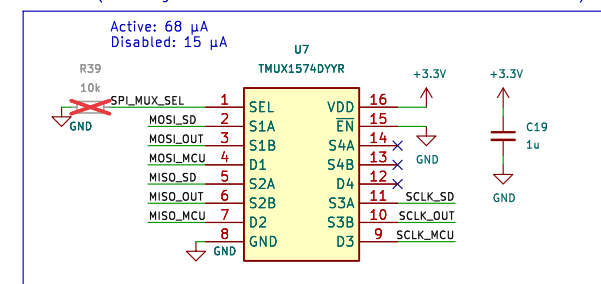 Active: 68 μA
Disabled: 15 μA
U7
TMUX1574DYYR
R39
10k
GND
SPI_MUX_SEL 1 SEL
MOSI_SD 2 S1A
MOSI_OUT 3 S1B
MOSI_MCU 4 D1
MISO_SD 5 S2A
MISO_OUT 6 S2B
MISO_MCU 7 D2
8 GND
GND
VDD 16
+3.3V
EN 15
GND
S4A 14
S4B 13
D4 12
S3A 11 SCLK_SD
S3B 10 SCLK_OUT
D3 9 SCLK_MCU
+3.3V
C19
1u
GND